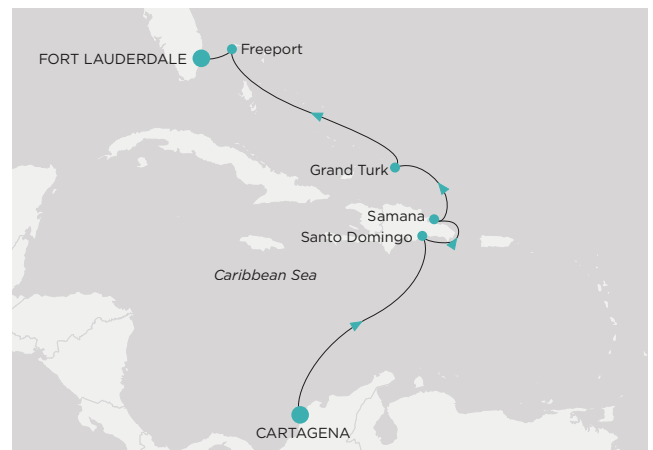 Freeport
FORT LAUDERDALE
Grand Turk
Samana
Santo Domingo
Caribbean Sea
CARTAGENA